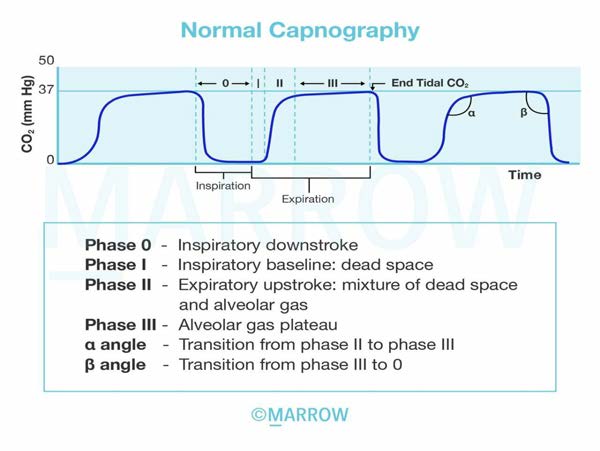 Normal Capnography
50
37
0
CO₂ (mm Hg)
0
I
II
III
End Tidal CO₂
α
β
Inspiration
Expiration
Time
MARROW
Phase 0 - Inspiratory downstroke
Phase I - Inspiratory baseline: dead space
Phase II - Expiratory upstroke: mixture of dead space
and alveolar gas
Phase III - Alveolar gas plateau
α angle - Transition from phase II to phase III
β angle - Transition from phase III to 0
©MARROW